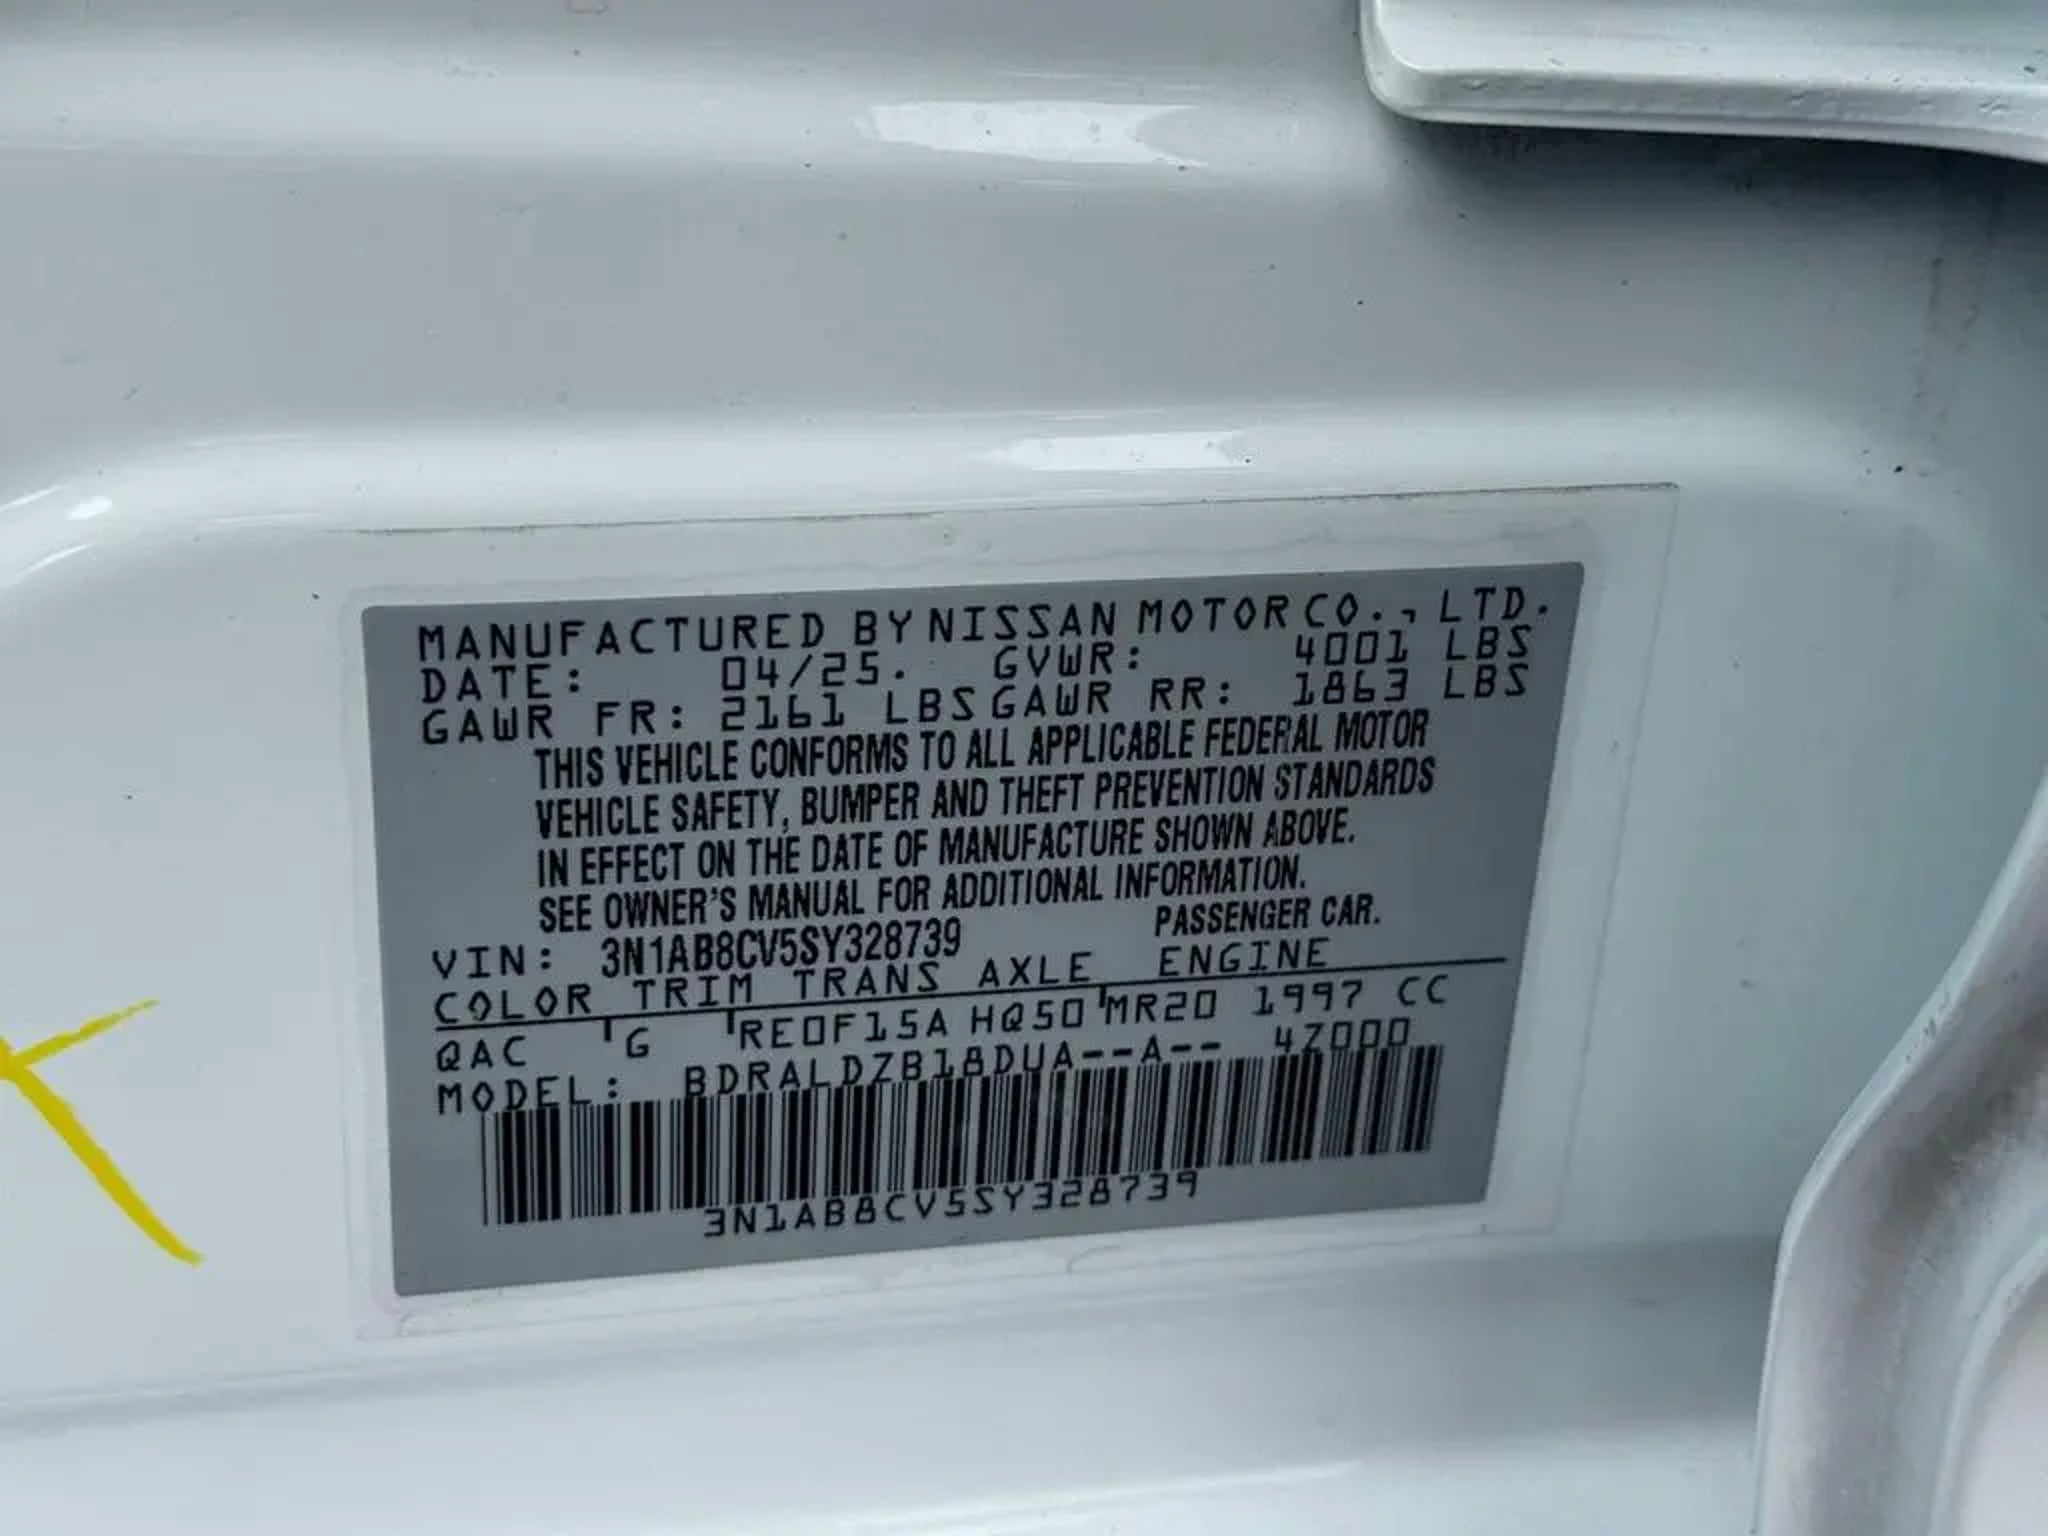 MANUFACTURED BY NISSAN MOTOR CO., LTD.
DATE: 04/25. GVWR: 4001 LBS
GAWR FR: 2161 LBS GAWR RR: 1863 LBS
THIS VEHICLE CONFORMS TO ALL APPLICABLE FEDERAL MOTOR
VEHICLE SAFETY, BUMPER AND THEFT PREVENTION STANDARDS
IN EFFECT ON THE DATE OF MANUFACTURE SHOWN ABOVE.
SEE OWNER'S MANUAL FOR ADDITIONAL INFORMATION.
VIN: 3N1AB8CV5SY328739 PASSENGER CAR.
COLOR TRIM TRANS AXLE ENGINE
QAC G RE0F15A HQ50 MR20 1997 CC
MODEL: BDRALDZB18DUA--A-- 4Z000
3N1AB8CV5SY328739